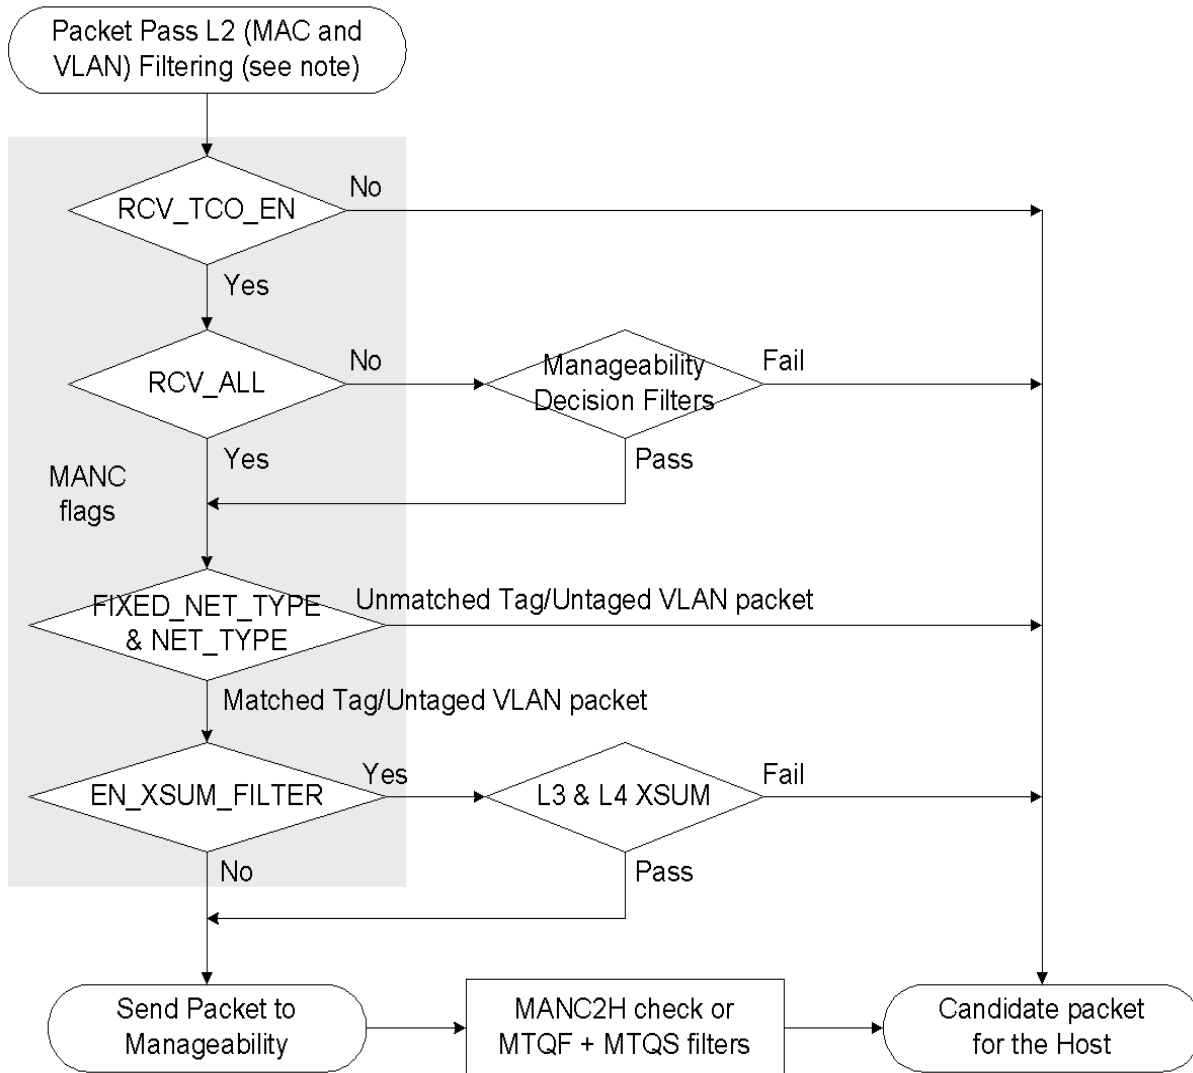 Packet Pass L2 (MAC and
VLAN) Filtering (see note)
RCV_TCO_EN
No
Yes
RCV_ALL
No
Manageability
Decision Filters
Fail
Yes
Pass
MANC
flags
FIXED_NET_TYPE
& NET_TYPE
Unmatched Tag/Untaged VLAN packet
Matched Tag/Untaged VLAN packet
EN_XSUM_FILTER
Yes
L3 & L4 XSUM
Fail
No
Pass
Send Packet to
Manageability
MANC2H check or
MTQF + MTQS filters
Candidate packet
for the Host